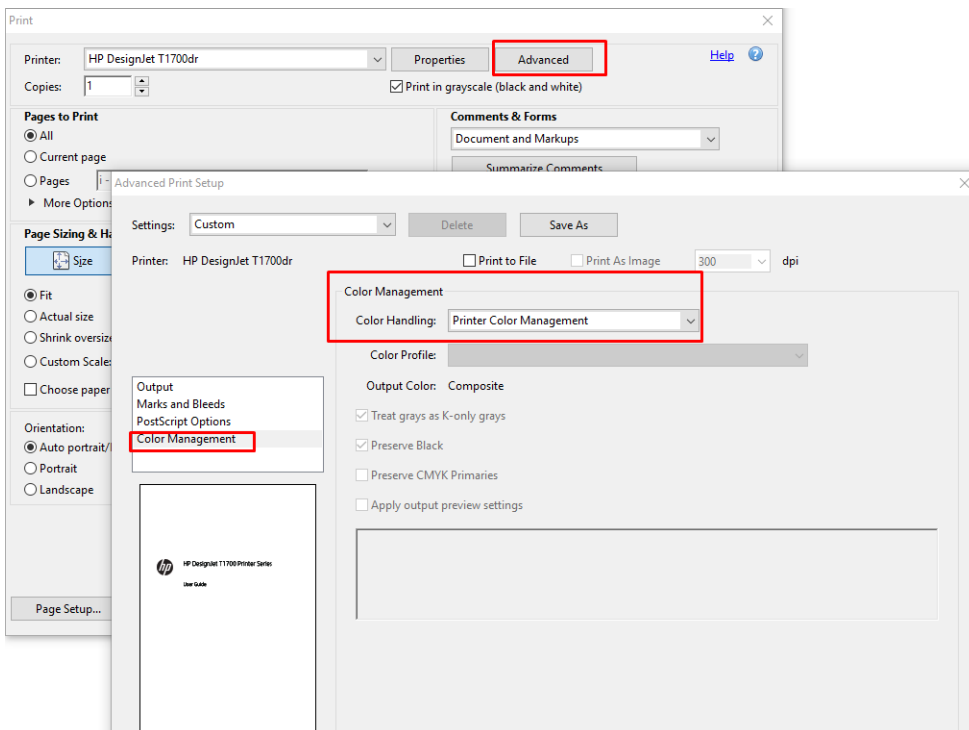 Print
Printer: HP DesignJet T1700dr Properties Advanced Help
Copies: 1 Print in grayscale (black and white)
Pages to Print
All
Current page
Pages i -
More Options
Comments & Forms
Document and Markups
Summarize Comments
Page Sizing & Ha
Size
Fit
Actual size
Shrink oversize
Custom Scale:
Choose paper
Orientation:
Auto portrait/l
Portrait
Landscape
Page Setup...
Advanced Print Setup
Settings: Custom Delete Save As
Printer: HP DesignJet T1700dr Print to File Print As Image 300 dpi
Output
Marks and Bleeds
PostScript Options
Color Management
Color Management
Color Handling: Printer Color Management
Color Profile:
Output Color: Composite
Treat grays as K-only grays
Preserve Black
Preserve CMYK Primaries
Apply output preview settings
hp HP DesignJet T1700 Printer Series
User Guide